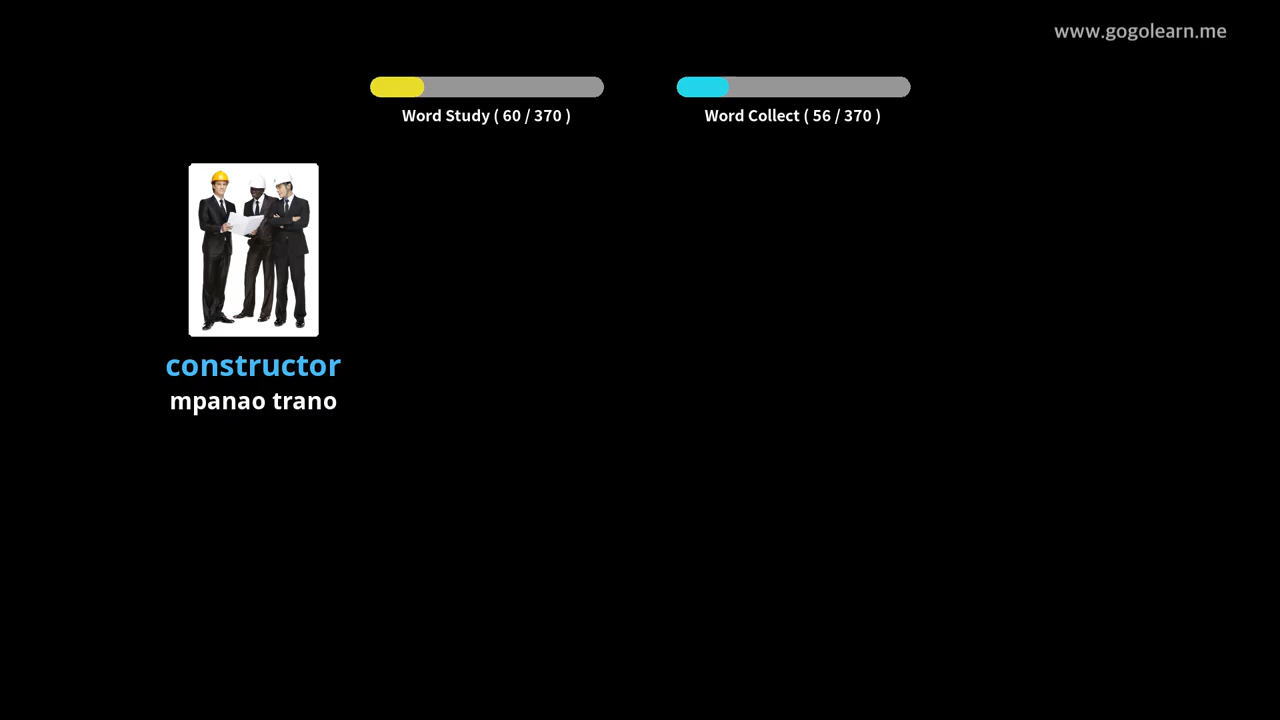 www.gogolearn.me
Word Study ( 60 / 370 )
Word Collect ( 56 / 370 )
constructor
mpanao trano